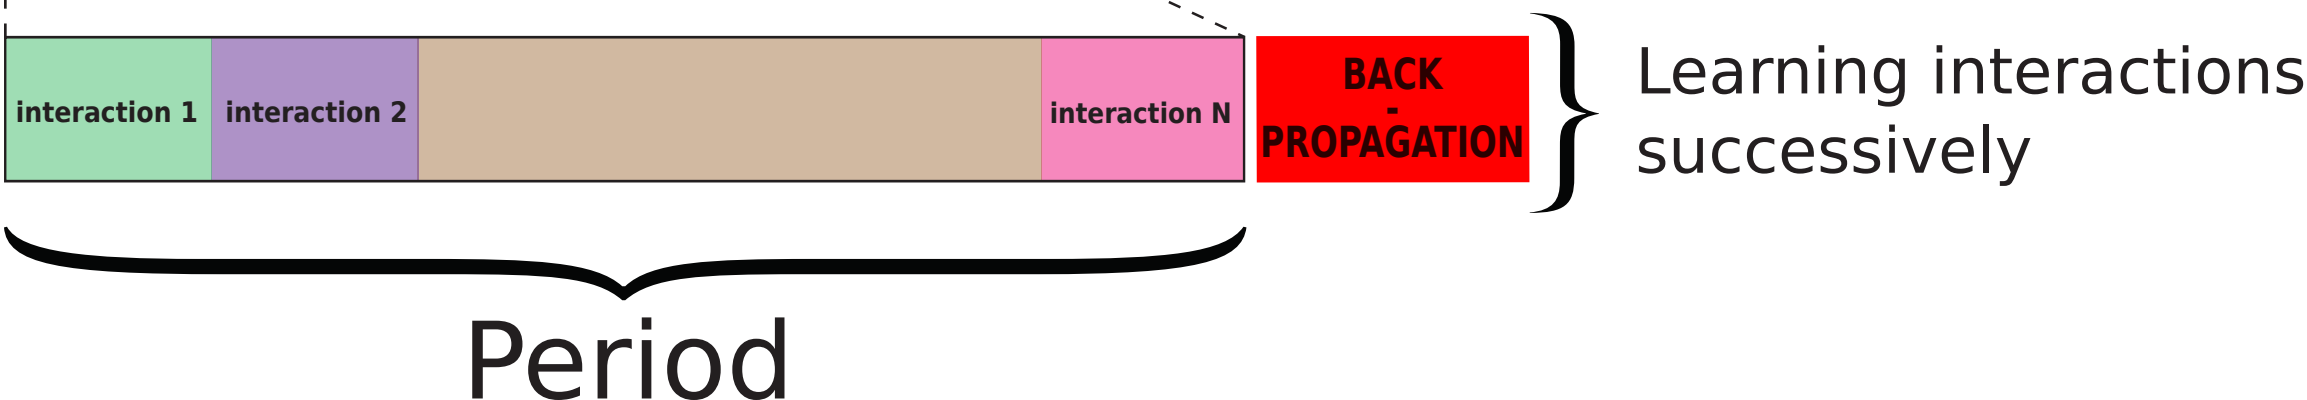 interaction 1
interaction 2
interaction N
BACK
-
PROPAGATION
Learning interactions
successively
Period